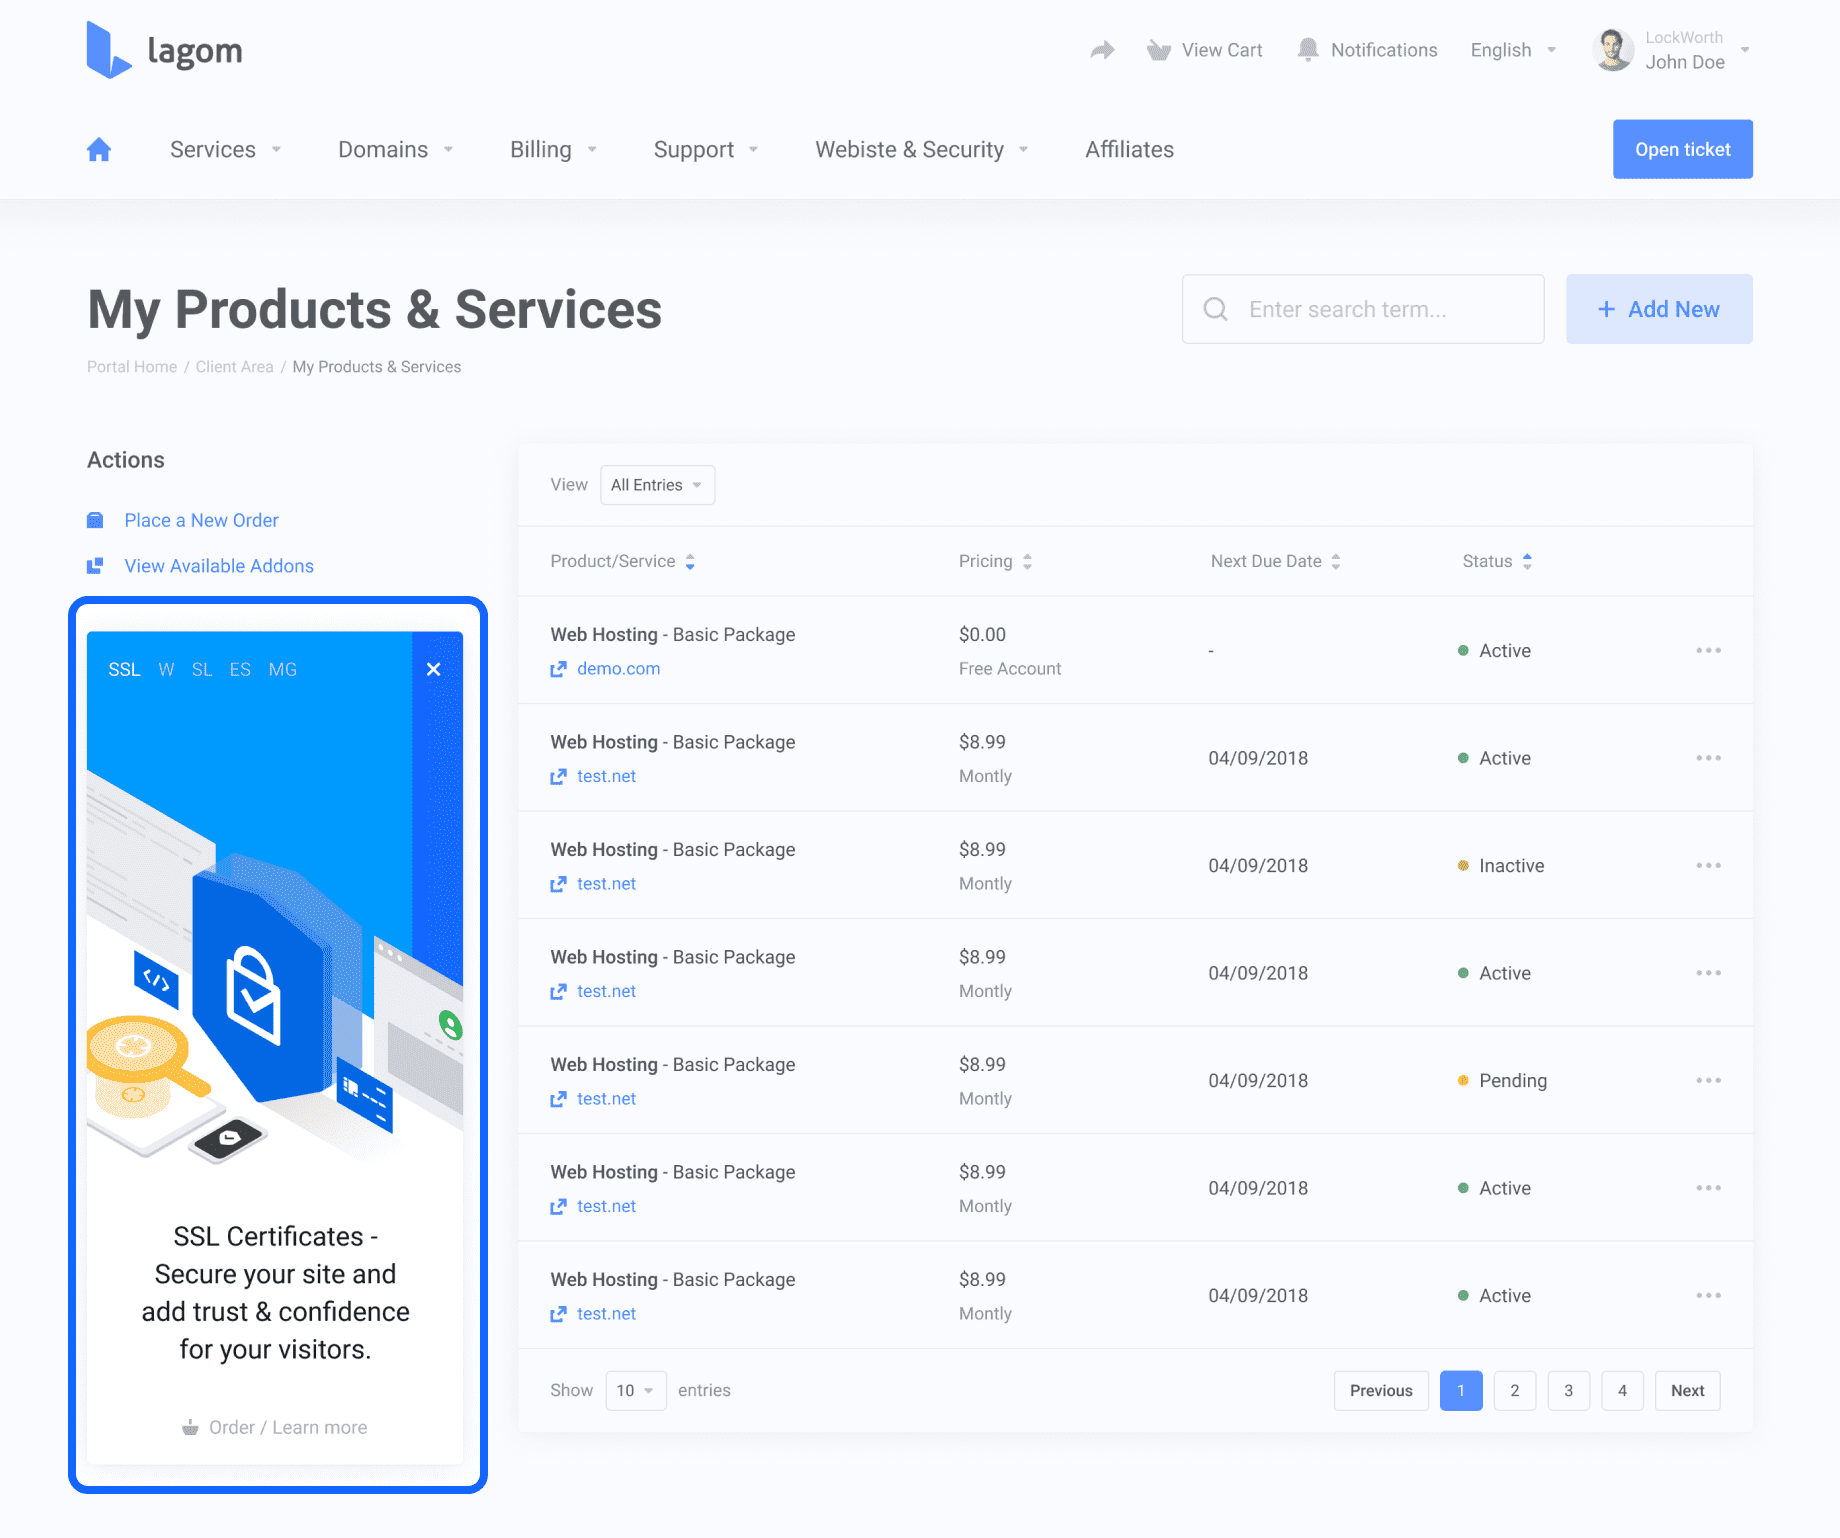 lagom
View Cart
Notifications
English
LockWorth
John Doe
Services
Domains
Billing
Support
Webiste & Security
Affiliates
Open ticket
My Products & Services
Enter search term...
+ Add New
Portal Home / Client Area / My Products & Services
Actions
Place a New Order
View Available Addons
SSL W SL ES MG
</>
SSL Certificates -
Secure your site and
add trust & confidence
for your visitors.
Order / Learn more
View All Entries
Product/Service Pricing Next Due Date Status
Web Hosting - Basic Package $0.00
demo.com Free Account
- Active
Web Hosting - Basic Package $8.99
test.net Montly
04/09/2018 Active
Web Hosting - Basic Package $8.99
test.net Montly
04/09/2018 Inactive
Web Hosting - Basic Package $8.99
test.net Montly
04/09/2018 Active
Web Hosting - Basic Package $8.99
test.net Montly
04/09/2018 Pending
Web Hosting - Basic Package $8.99
test.net Montly
04/09/2018 Active
Web Hosting - Basic Package $8.99
test.net Montly
04/09/2018 Active
Show 10 entries
Previous 1 2 3 4 Next